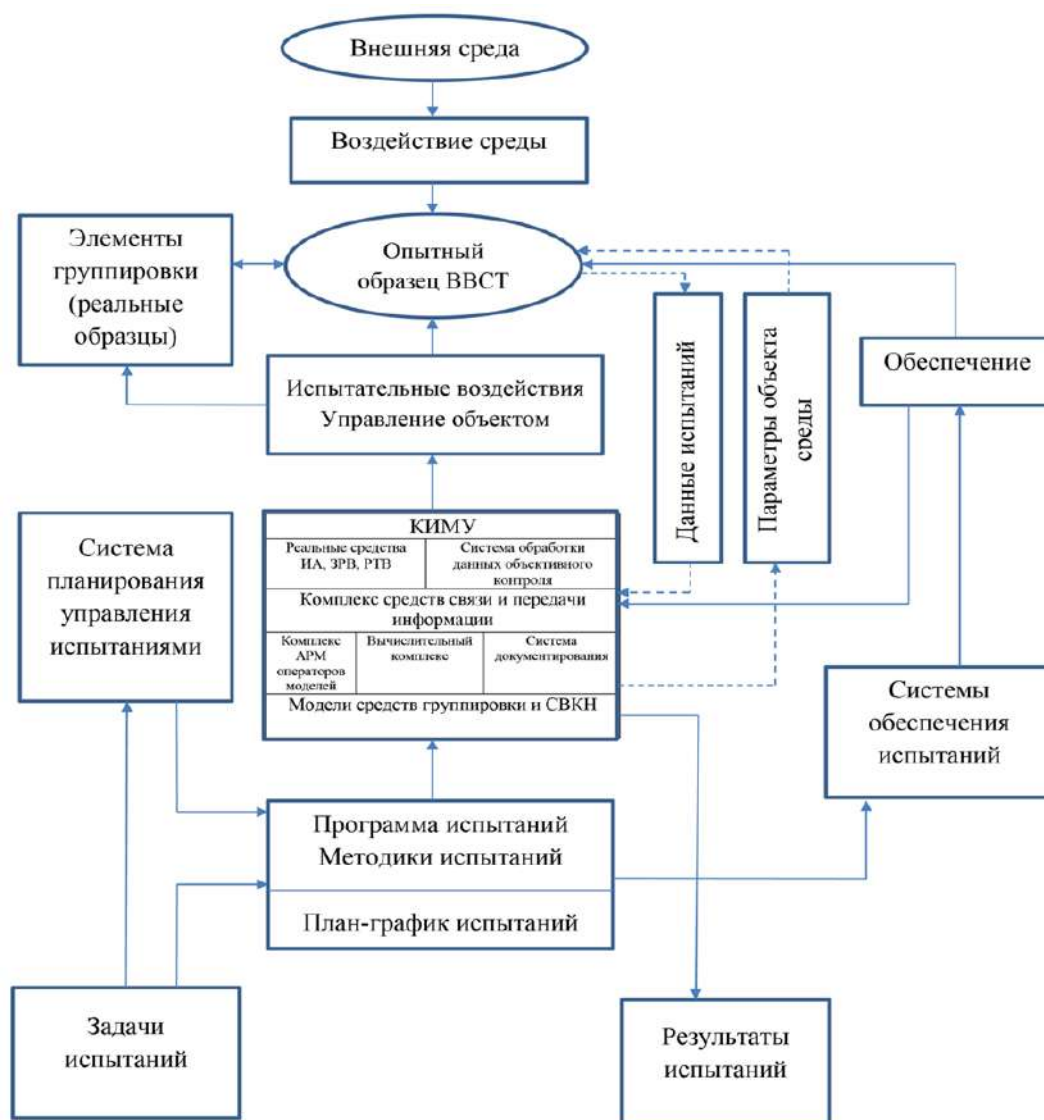 Внешняя среда
Воздействие среды
Элементы
группировки
(реальные
образцы)
Опытный
образец ВВСТ
Данные испытаний
Параметры объекта
среды
Обеспечение
Испытательные воздействия
Управление объектом
Система
планирования
управления
испытаниями
КИМУ
Реальные средства
ИА, ЗРВ, РТВ
Система обработки
данных объективного
контроля
Комплекс средств связи и передачи
информации
Комплекс
АРМ
операторов
моделей
Вычислительный
комплекс
Система
документирования
Модели средств группировки и СВКН
Системы
обеспечения
испытаний
Программа испытаний
Методики испытаний
План-график испытаний
Задачи
испытаний
Результаты
испытаний